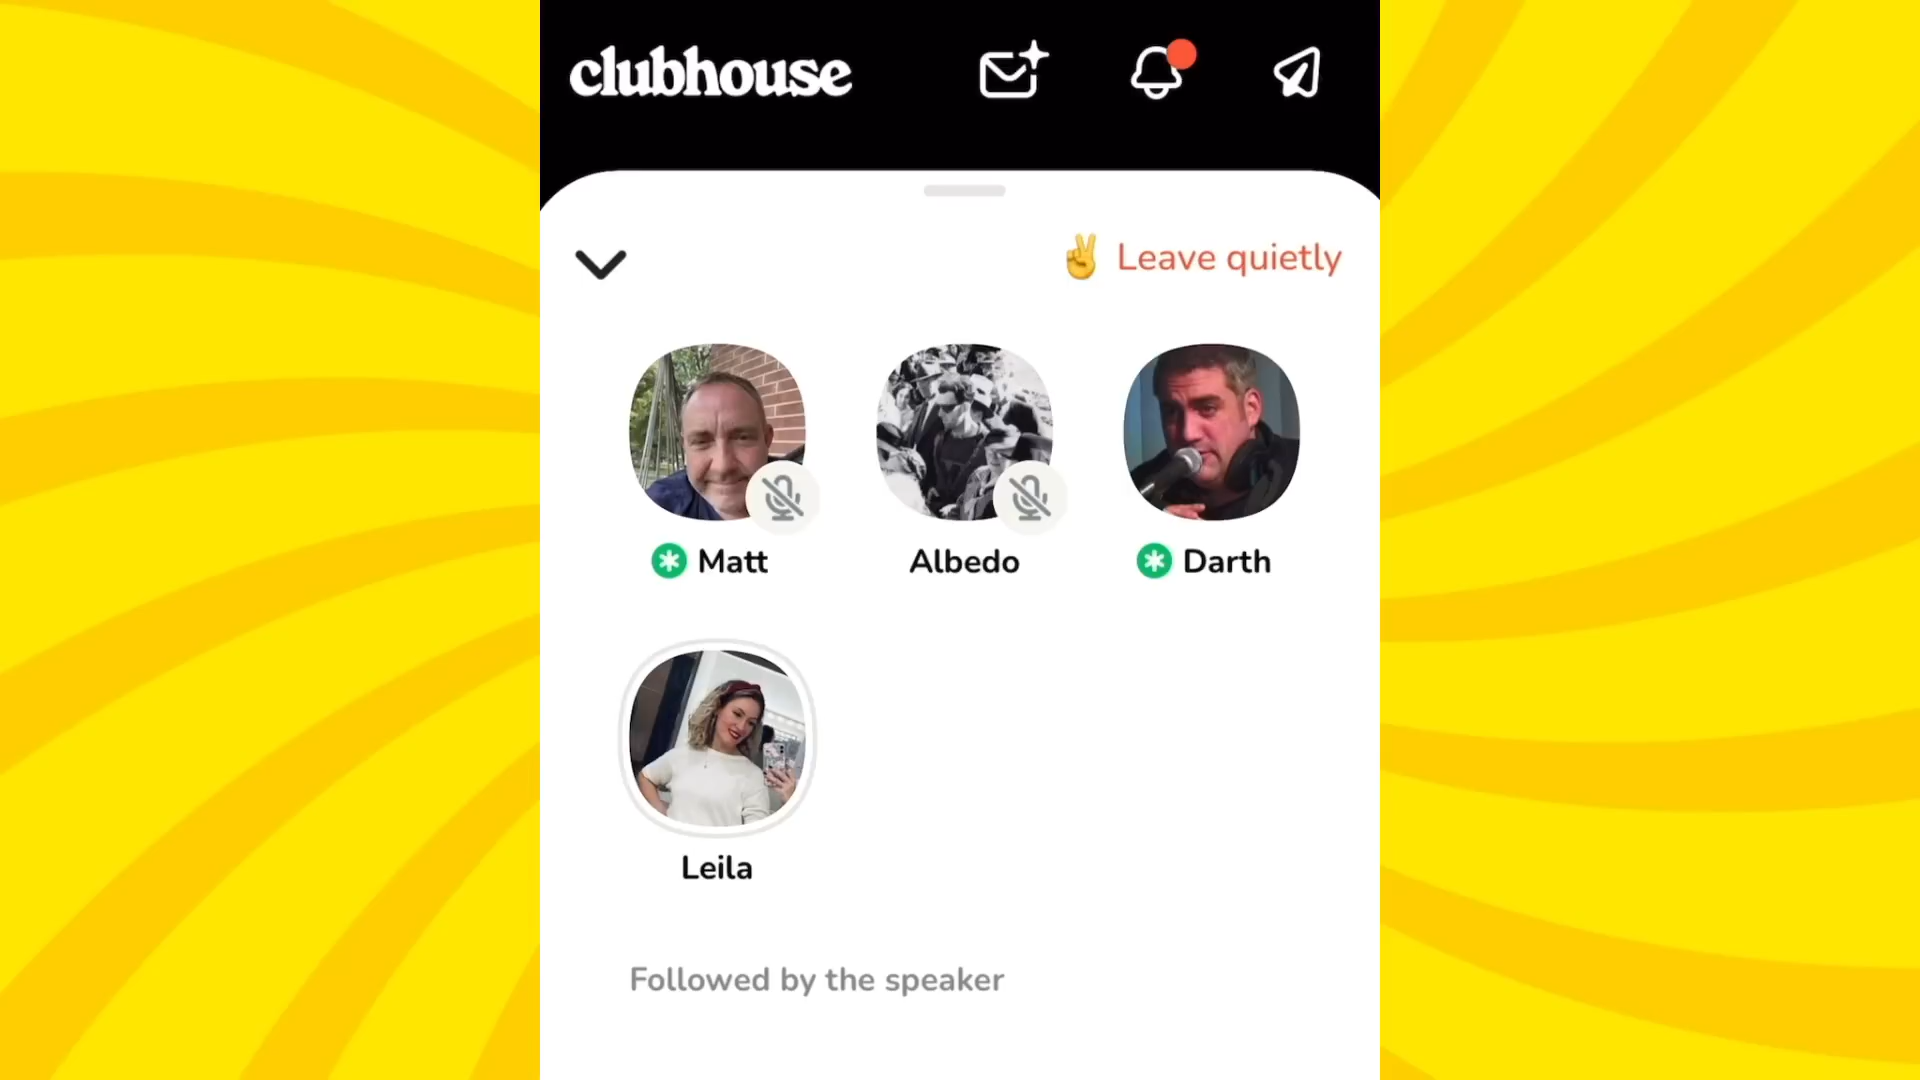 clubhouse
Leave quietly
Matt
Albedo
Darth
Leila
Followed by the speaker